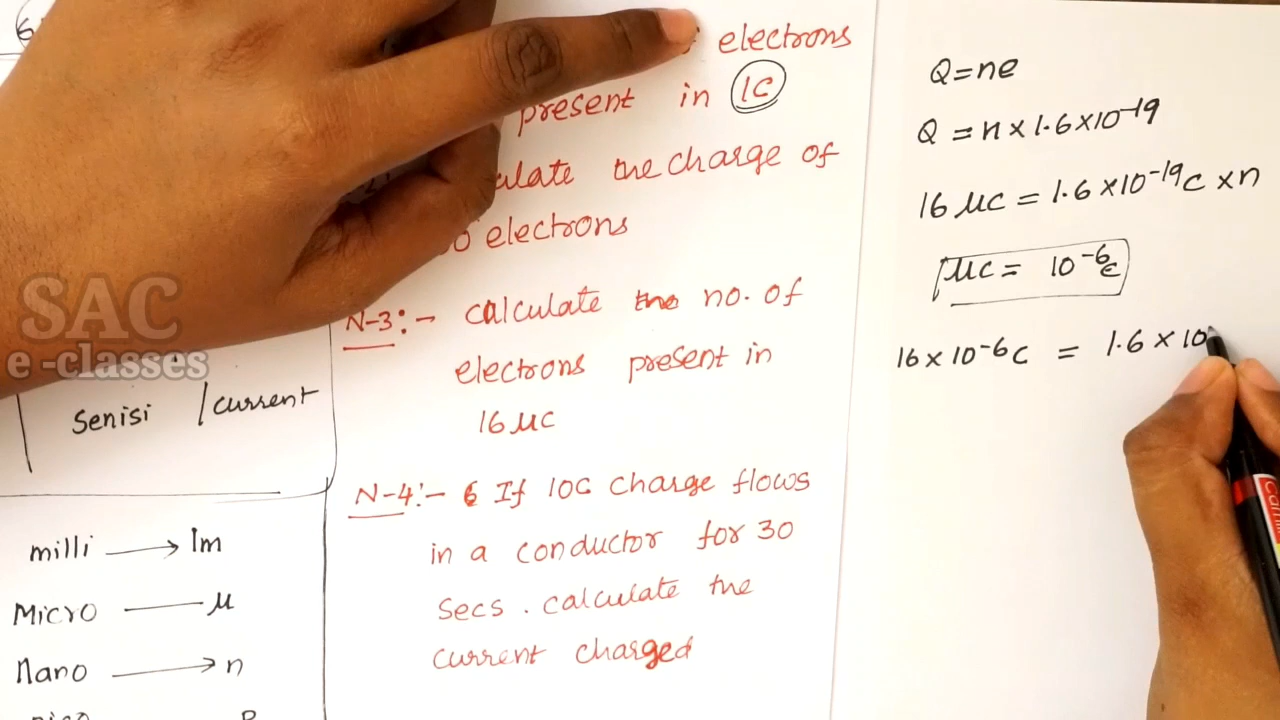 electrons
present in 1C
the charge of
electrons
N-3:- calculate the no. of
electrons present in
16 μc
N-4:- 6 If 10C charge flows
in a conductor for 30
secs. calculate the
current charged
Senisi / current
milli → 1m
Micro — μ
Nano → n
Q = ne
Q = n x 1.6 x 10-19
16 μc = 1.6 x 10-19c x n
μc = 10-6c
16 x 10-6c = 1.6 x 10
SAC
e-classes